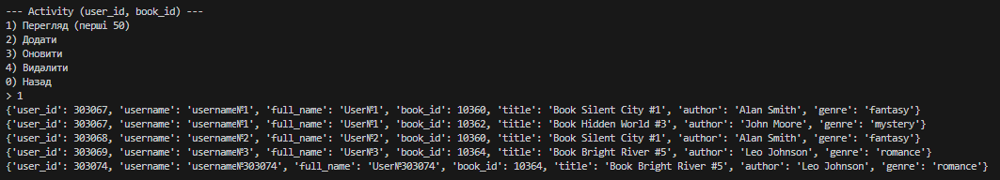 --- Activity (user_id, book_id) ---
1) Перегляд (перші 50)
2) Додати
3) Оновити
4) Видалити
0) Назад
> 1
{'user_id': 303067, 'username': 'username№1', 'full_name': 'User№1', 'book_id': 10360, 'title': 'Book Silent City #1', 'author': 'Alan Smith', 'genre': 'fantasy'}
{'user_id': 303067, 'username': 'username№1', 'full_name': 'User№1', 'book_id': 10362, 'title': 'Book Hidden World #3', 'author': 'John Moore', 'genre': 'mystery'}
{'user_id': 303068, 'username': 'username№2', 'full_name': 'User№2', 'book_id': 10360, 'title': 'Book Silent City #1', 'author': 'Alan Smith', 'genre': 'fantasy'}
{'user_id': 303069, 'username': 'username№3', 'full_name': 'User№3', 'book_id': 10364, 'title': 'Book Bright River #5', 'author': 'Leo Johnson', 'genre': 'romance'}
{'user_id': 303074, 'username': 'username№303074', 'full_name': 'User№303074', 'book_id': 10364, 'title': 'Book Bright River #5', 'author': 'Leo Johnson', 'genre': 'romance'}